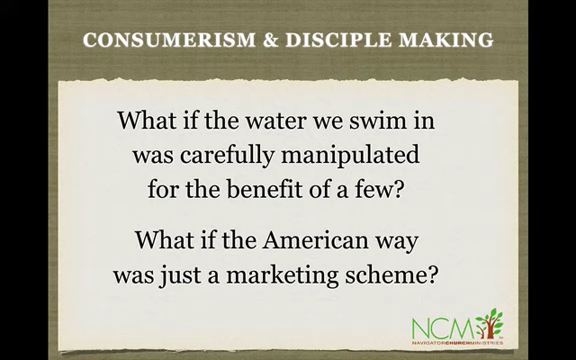 CONSUMERISM & DISCIPLE MAKING
What if the water we swim in
was carefully manipulated
for the benefit of a few?
What if the American way
was just a marketing scheme?
NCM
NAVIGATORCHURCHMINISTRIES